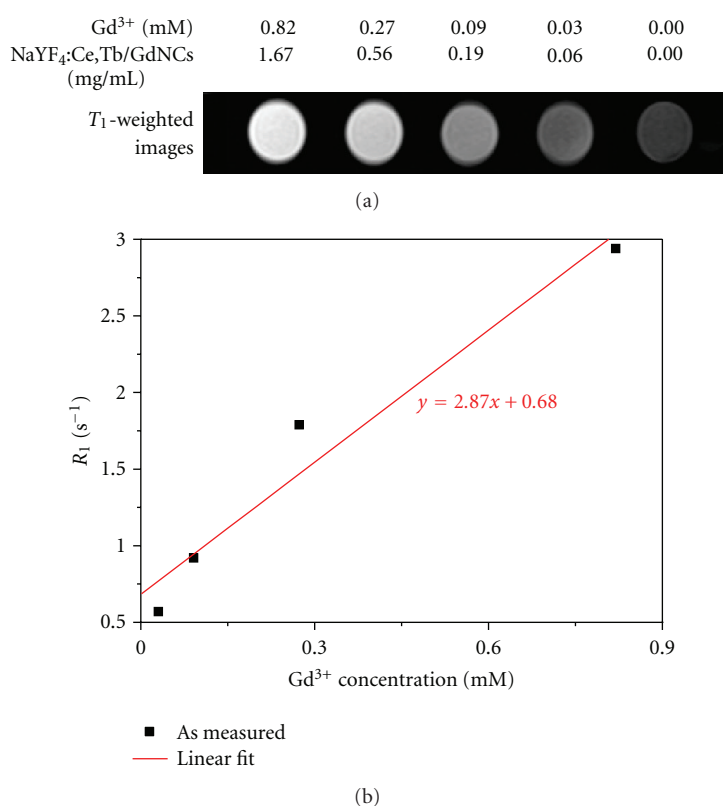 Gd³⁺ (mM) 0.82 0.27 0.09 0.03 0.00
NaYF₄:Ce,Tb/GdNCs 1.67 0.56 0.19 0.06 0.00
(mg/mL)
T₁-weighted
images
(a)
3
2.5
2
1.5
1
0.5
R₁ (s⁻¹)
y = 2.87x + 0.68
0 0.3 0.6 0.9
Gd³⁺ concentration (mM)
As measured
Linear fit
(b)